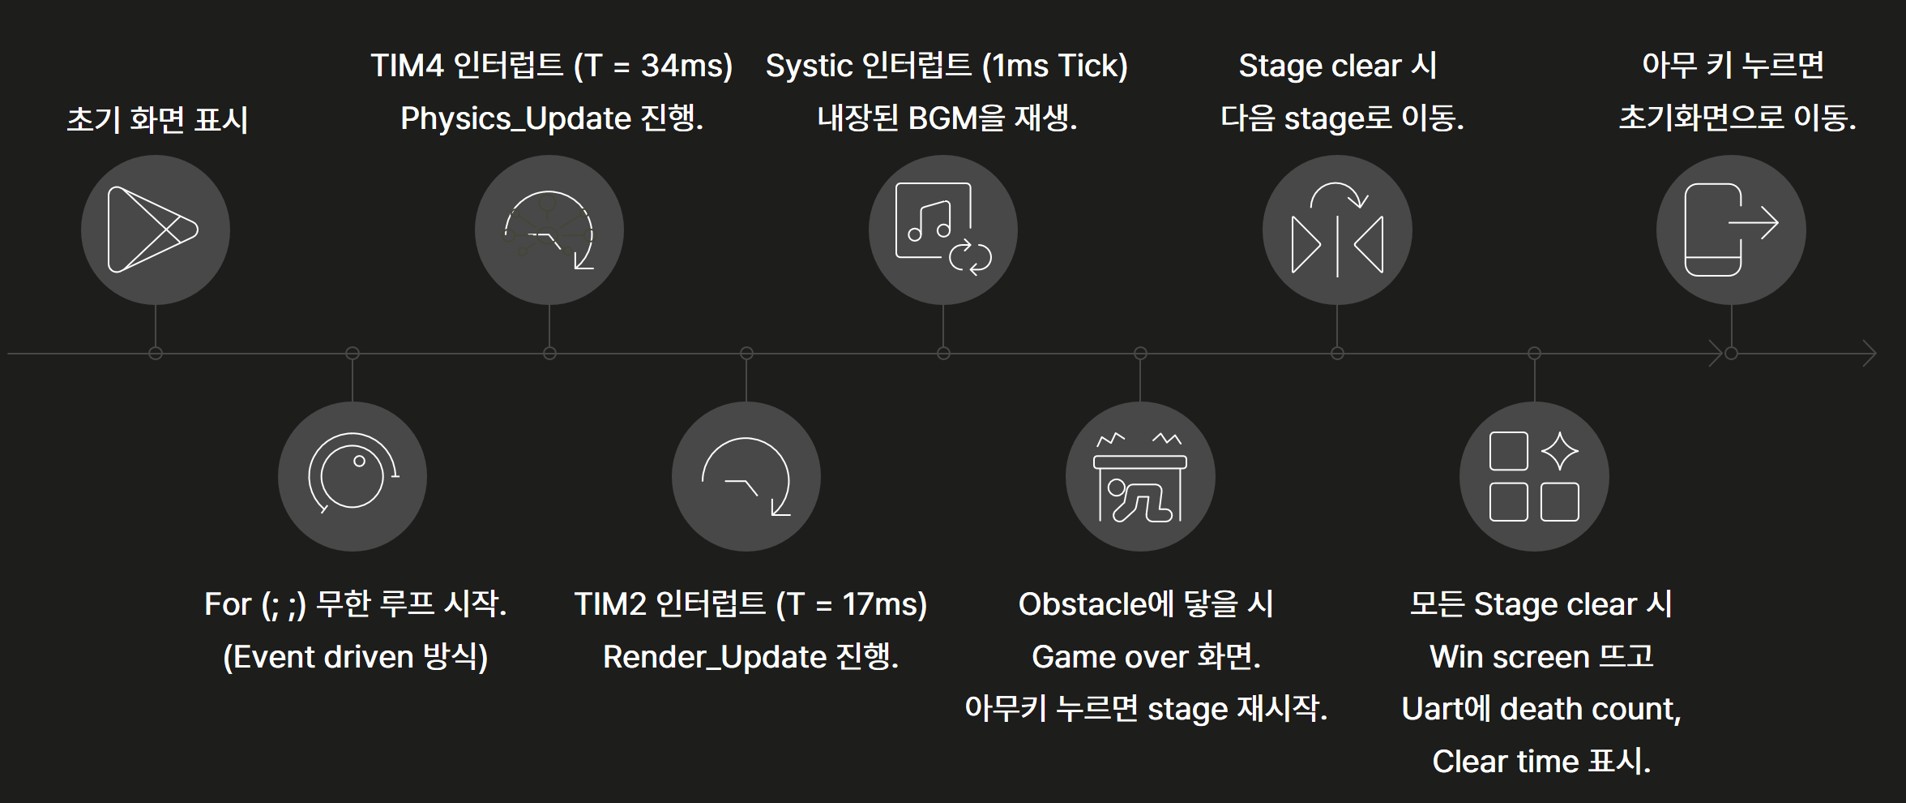 초기 화면 표시
For (; ;) 무한 루프 시작.
(Event driven 방식)
TIM4 인터럽트 (T = 34ms)
Physics_Update 진행.
TIM2 인터럽트 (T = 17ms)
Render_Update 진행.
Systic 인터럽트 (1ms Tick)
내장된 BGM을 재생.
Obstacle에 닿을 시
Game over 화면.
아무키 누르면 stage 재시작.
Stage clear 시
다음 stage로 이동.
모든 Stage clear 시
Win screen 뜨고
Uart에 death count,
Clear time 표시.
아무 키 누르면
초기화면으로 이동.